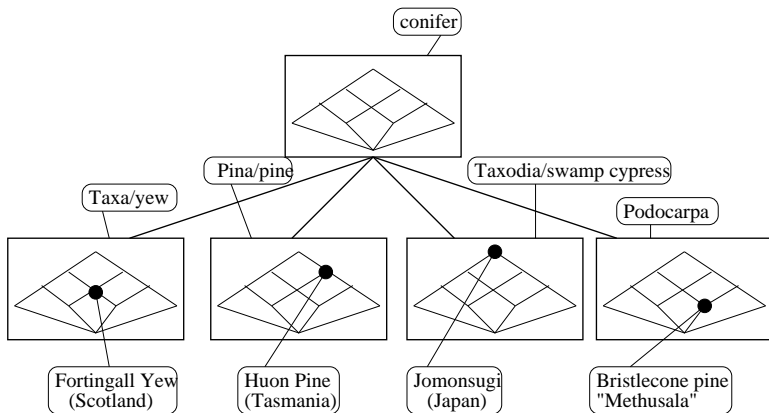 conifer
Pina/pine
Taxodia/swamp cypress
Taxa/yew
Podocarpa
Fortingall Yew
(Scotland)
Huon Pine
(Tasmania)
Jomonsugi
(Japan)
Bristlecone pine
"Methusala"